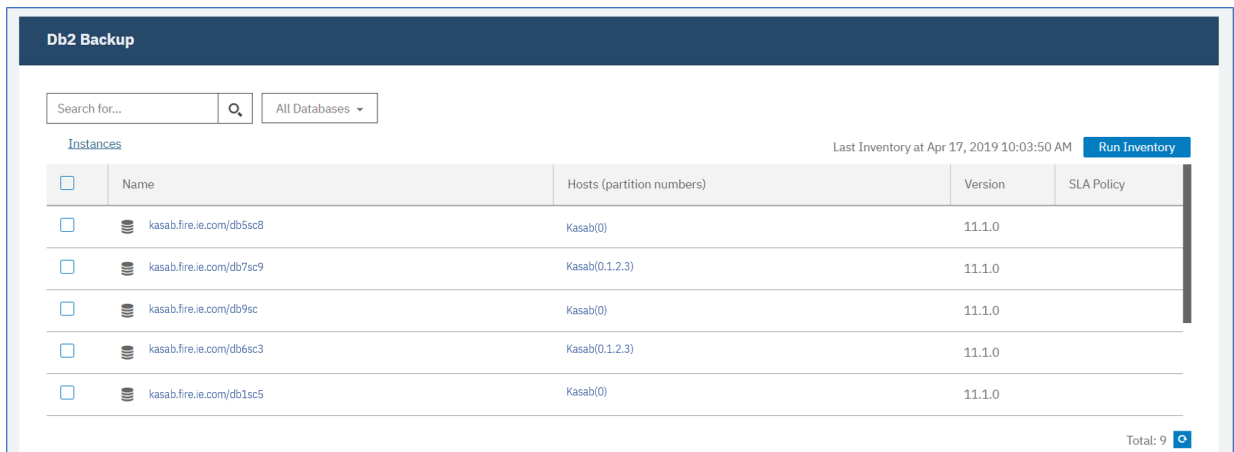 Db2 Backup
Search for...
All Databases
Instances
Last Inventory at Apr 17, 2019 10:03:50 AM Run Inventory
Name Hosts (partition numbers) Version SLA Policy
kasab.fire.ie.com/db5sc8 Kasab(0) 11.1.0
kasab.fire.ie.com/db7sc9 Kasab(0.1.2.3) 11.1.0
kasab.fire.ie.com/db9sc Kasab(0) 11.1.0
kasab.fire.ie.com/db6sc3 Kasab(0.1.2.3) 11.1.0
kasab.fire.ie.com/db1sc5 Kasab(0) 11.1.0
Total: 9